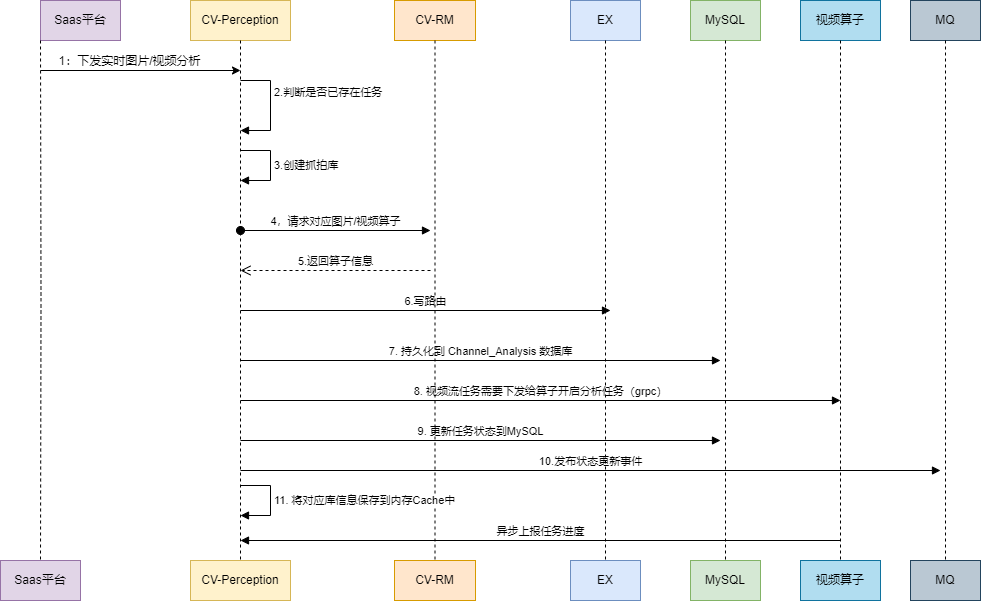 Saas平台
CV-Perception
CV-RM
EX
MySQL
视频算子
MQ
1：下发实时图片/视频分析
2.判断是否已存在任务
3.创建抓拍库
4，请求对应图片/视频算子
5.返回算子信息
6.写路由
7. 持久化到 Channel_Analysis 数据库
8. 视频流任务需要下发给算子开启分析任务（grpc）
9. 更新任务状态到MySQL
10.发布状态更新事件
11. 将对应库信息保存到内存Cache中
异步上报任务进度
Saas平台
CV-Perception
CV-RM
EX
MySQL
视频算子
MQ